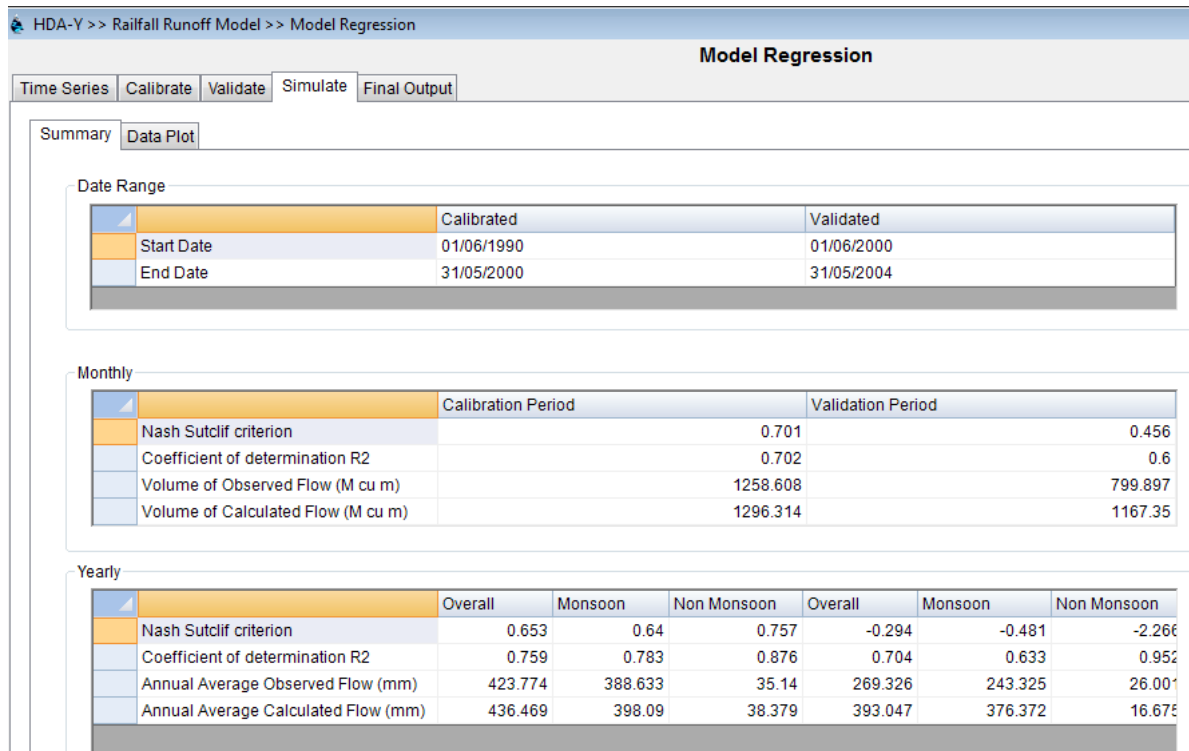 HDA-Y >> Railfall Runoff Model >> Model Regression
Model Regression
Time Series Calibrate Validate Simulate Final Output
Summary Data Plot
Date Range
Calibrated Validated
Start Date 01/06/1990 01/06/2000
End Date 31/05/2000 31/05/2004
Monthly
Calibration Period Validation Period
Nash Sutclif criterion 0.701 0.456
Coefficient of determination R2 0.702 0.6
Volume of Observed Flow (M cu m) 1258.608 799.897
Volume of Calculated Flow (M cu m) 1296.314 1167.35
Yearly
Overall Monsoon Non Monsoon Overall Monsoon Non Monsoon
Nash Sutclif criterion 0.653 0.64 0.757 -0.294 -0.481 -2.266
Coefficient of determination R2 0.759 0.783 0.876 0.704 0.633 0.952
Annual Average Observed Flow (mm) 423.774 388.633 35.14 269.326 243.325 26.001
Annual Average Calculated Flow (mm) 436.469 398.09 38.379 393.047 376.372 16.675